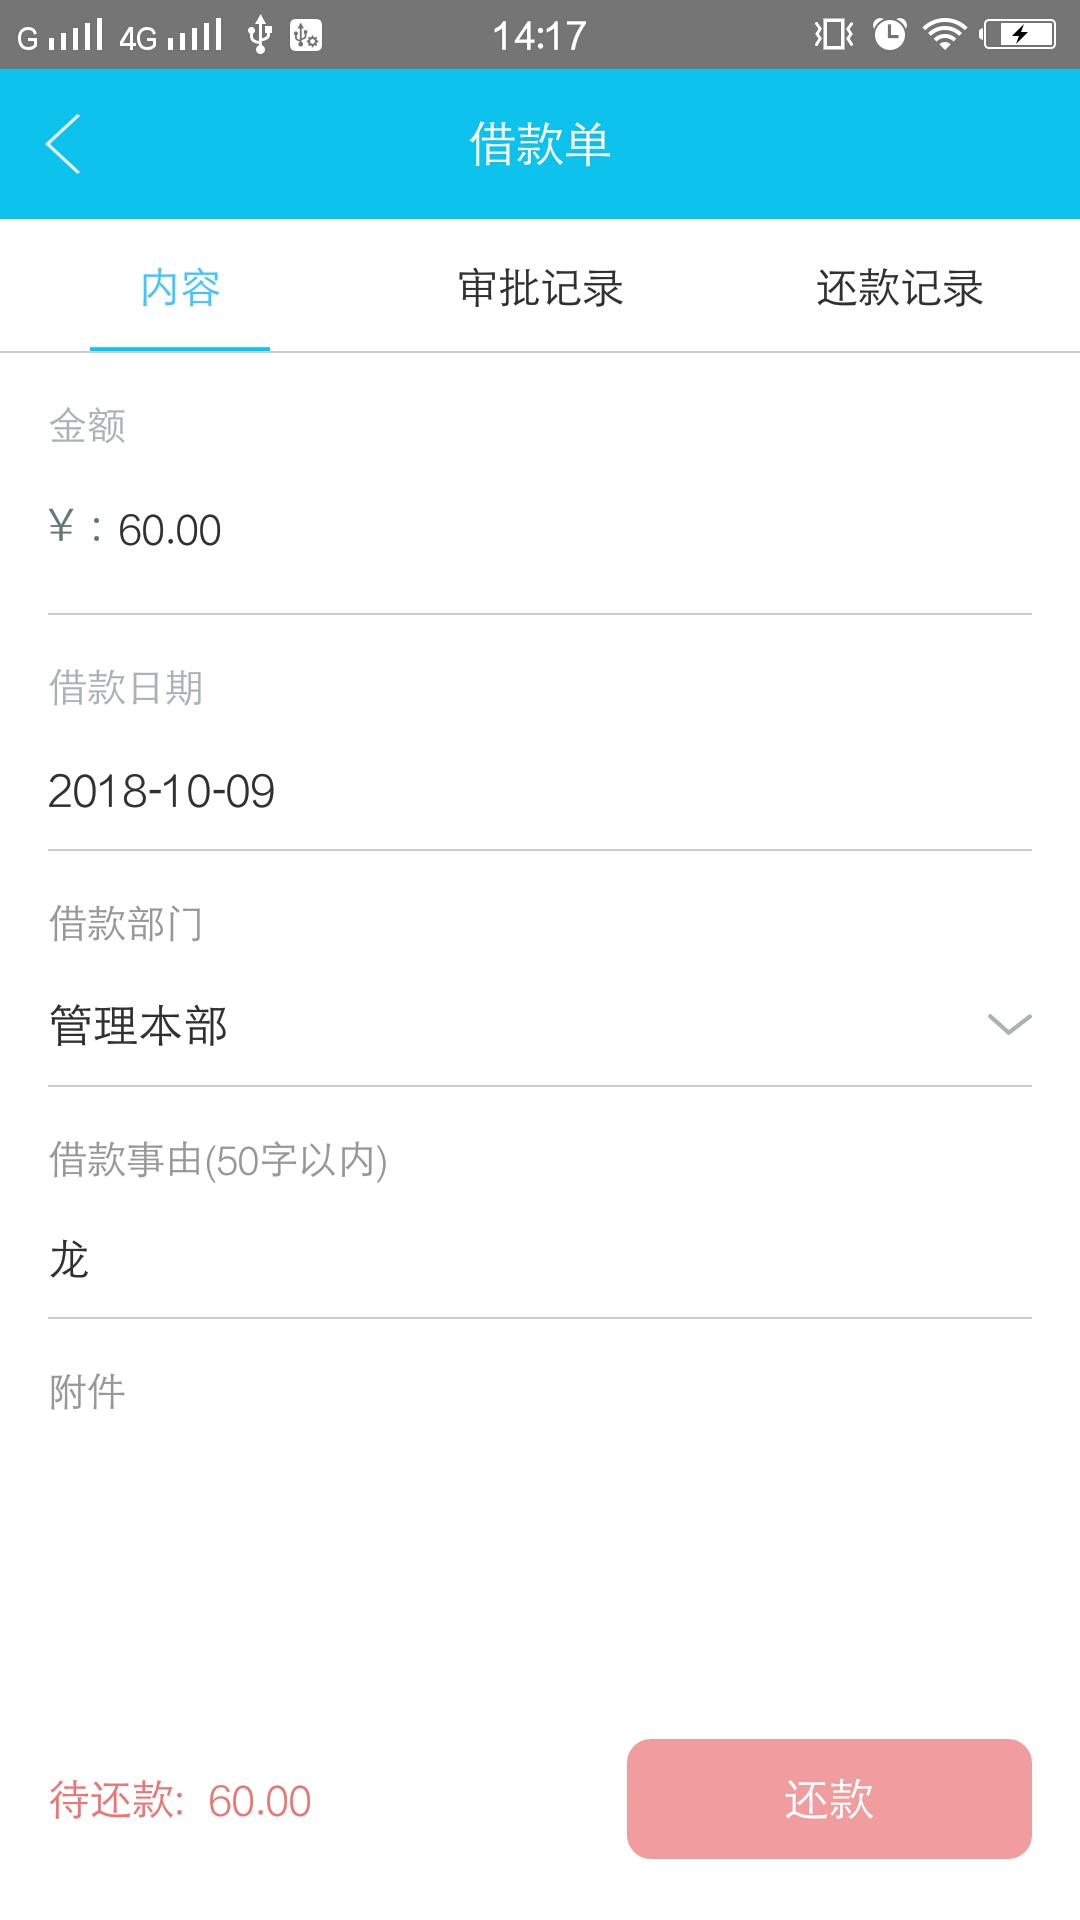 G 4G 14:17
借款单
内容 审批记录 还款记录
金额
¥ : 60.00
借款日期
2018-10-09
借款部门
管理本部
借款事由(50字以内)
龙
附件
待还款: 60.00 还款